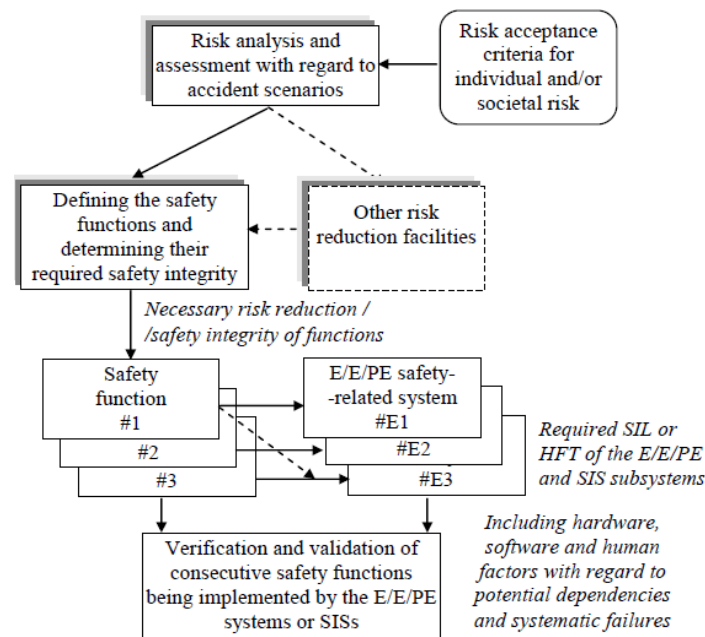 Risk analysis and
assessment with regard to
accident scenarios
Risk acceptance
criteria for
individual and/or
societal risk
Defining the safety
functions and
determining their
required safety integrity
Other risk
reduction facilities
Necessary risk reduction /
/safety integrity of functions
Safety
function
#1
#2
#3
E/E/PE safety-
-related system
#E1
#E2
#E3
Required SIL or
HFT of the E/E/PE
and SIS subsystems
Verification and validation of
consecutive safety functions
being implemented by the E/E/PE
systems or SISs
Including hardware,
software and human
factors with regard to
potential dependencies
and systematic failures